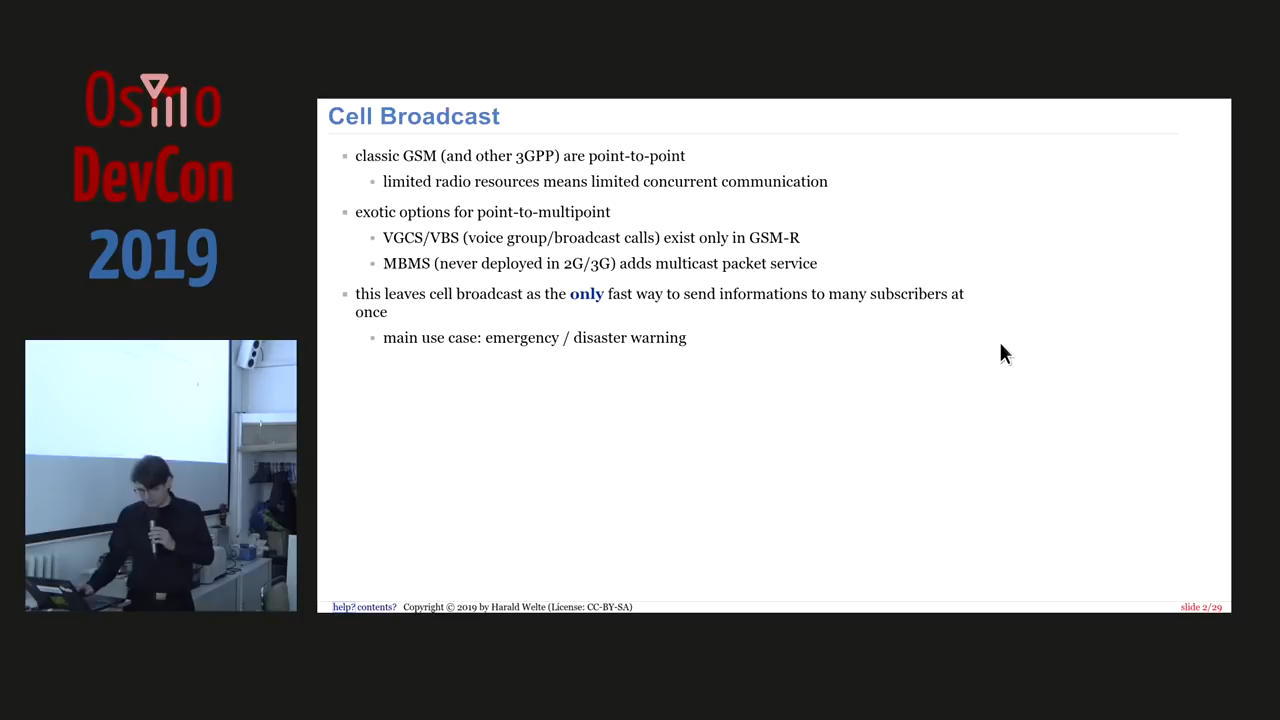 Osmo
DevCon
2019
Cell Broadcast
classic GSM (and other 3GPP) are point-to-point
limited radio resources means limited concurrent communication
exotic options for point-to-multipoint
VGCS/VBS (voice group/broadcast calls) exist only in GSM-R
MBMS (never deployed in 2G/3G) adds multicast packet service
this leaves cell broadcast as the only fast way to send informations to many subscribers at
once
main use case: emergency / disaster warning
help? contents? Copyright © 2019 by Harald Welte (License: CC-BY-SA)
slide 2/29